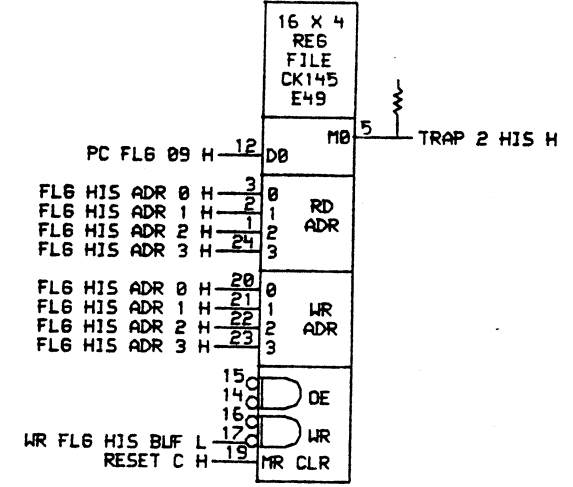 16 X 4
REG
FILE
CK145
E49
PC FLG 09 H 12 D0 M0 5 TRAP 2 HIS H
FLG HIS ADR 0 H 3 0
FLG HIS ADR 1 H 2 1 RD
FLG HIS ADR 2 H 1 2 ADR
FLG HIS ADR 3 H 24 3
FLG HIS ADR 0 H 20 0
FLG HIS ADR 1 H 21 1 WR
FLG HIS ADR 2 H 22 2 ADR
FLG HIS ADR 3 H 23 3
15
14 OE
16
WR FLG HIS BUF L 17 WR
RESET C H 19 MR CLR